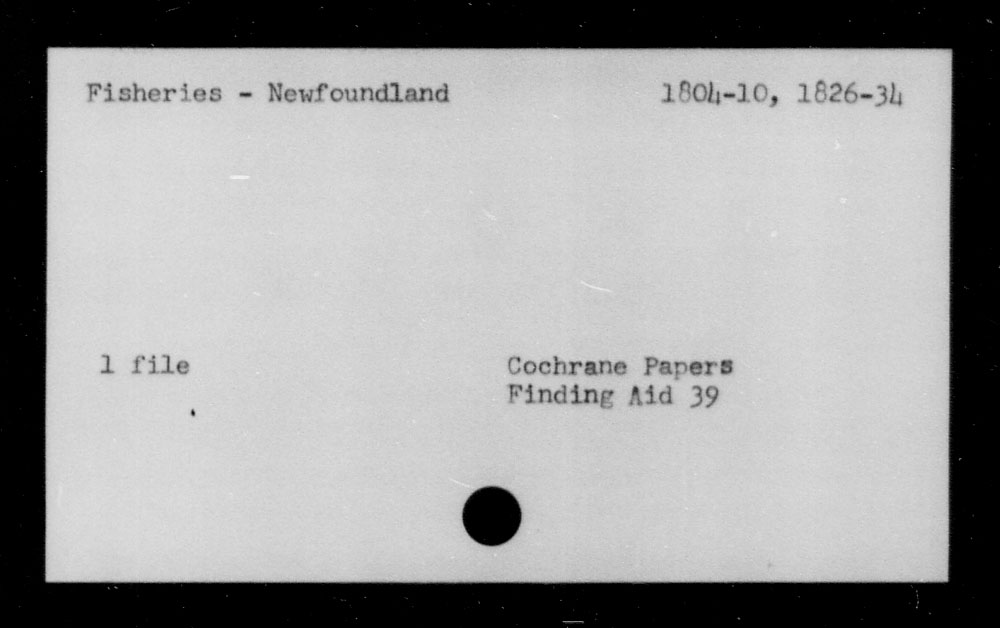 Fisheries - Newfoundland 1804-10, 1826-34
1 file
Cochrane Papers
Finding Aid 39